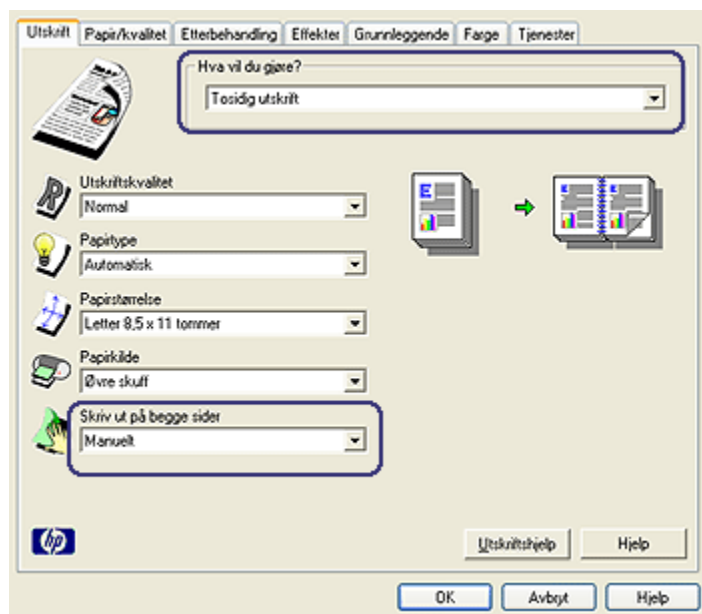 Utskrift Papir/kvalitet Etterbehandling Effekter Grunnleggende Farge Tjenester
Hva vil du gjøre?
Tosidig utskrift
Utskriftskvalitet
Normal
Papirtype
Automatisk
Papirstørrelse
Letter 8,5 x 11 tommer
Papirkilde
Øvre skuff
Skriv ut på begge sider
Manuelt
hp
Utskriftshjelp Hjelp
OK Avbryt Hjelp